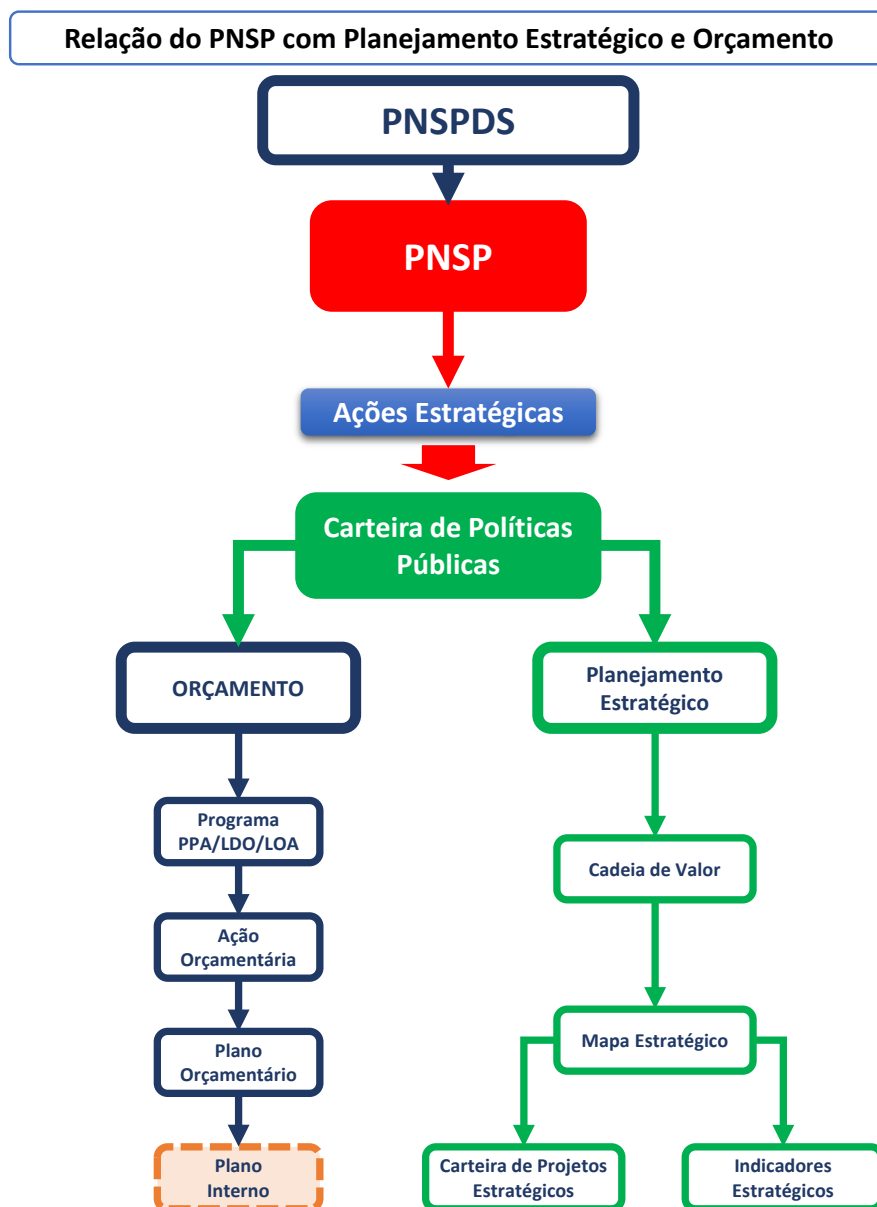 Relação do PNSP com Planejamento Estratégico e Orçamento
PNSPDS
PNSP
Ações Estratégicas
Carteira de Políticas
Públicas
ORÇAMENTO
Planejamento
Estratégico
Programa
PPA/LDO/LOA
Cadeia de Valor
Ação
Orçamentária
Plano
Orçamentário
Mapa Estratégico
Plano
Interno
Carteira de Projetos
Estratégicos
Indicadores
Estratégicos